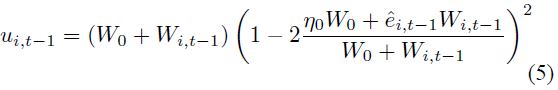 u_{i,t−1} = (W_0 + W_{i,t−1}) \left( 1 − 2 \frac{η_0 W_0 + \hat{e}_{i,t−1} W_{i,t−1}}{W_0 + W_{i,t−1}} \right)^2
(5)